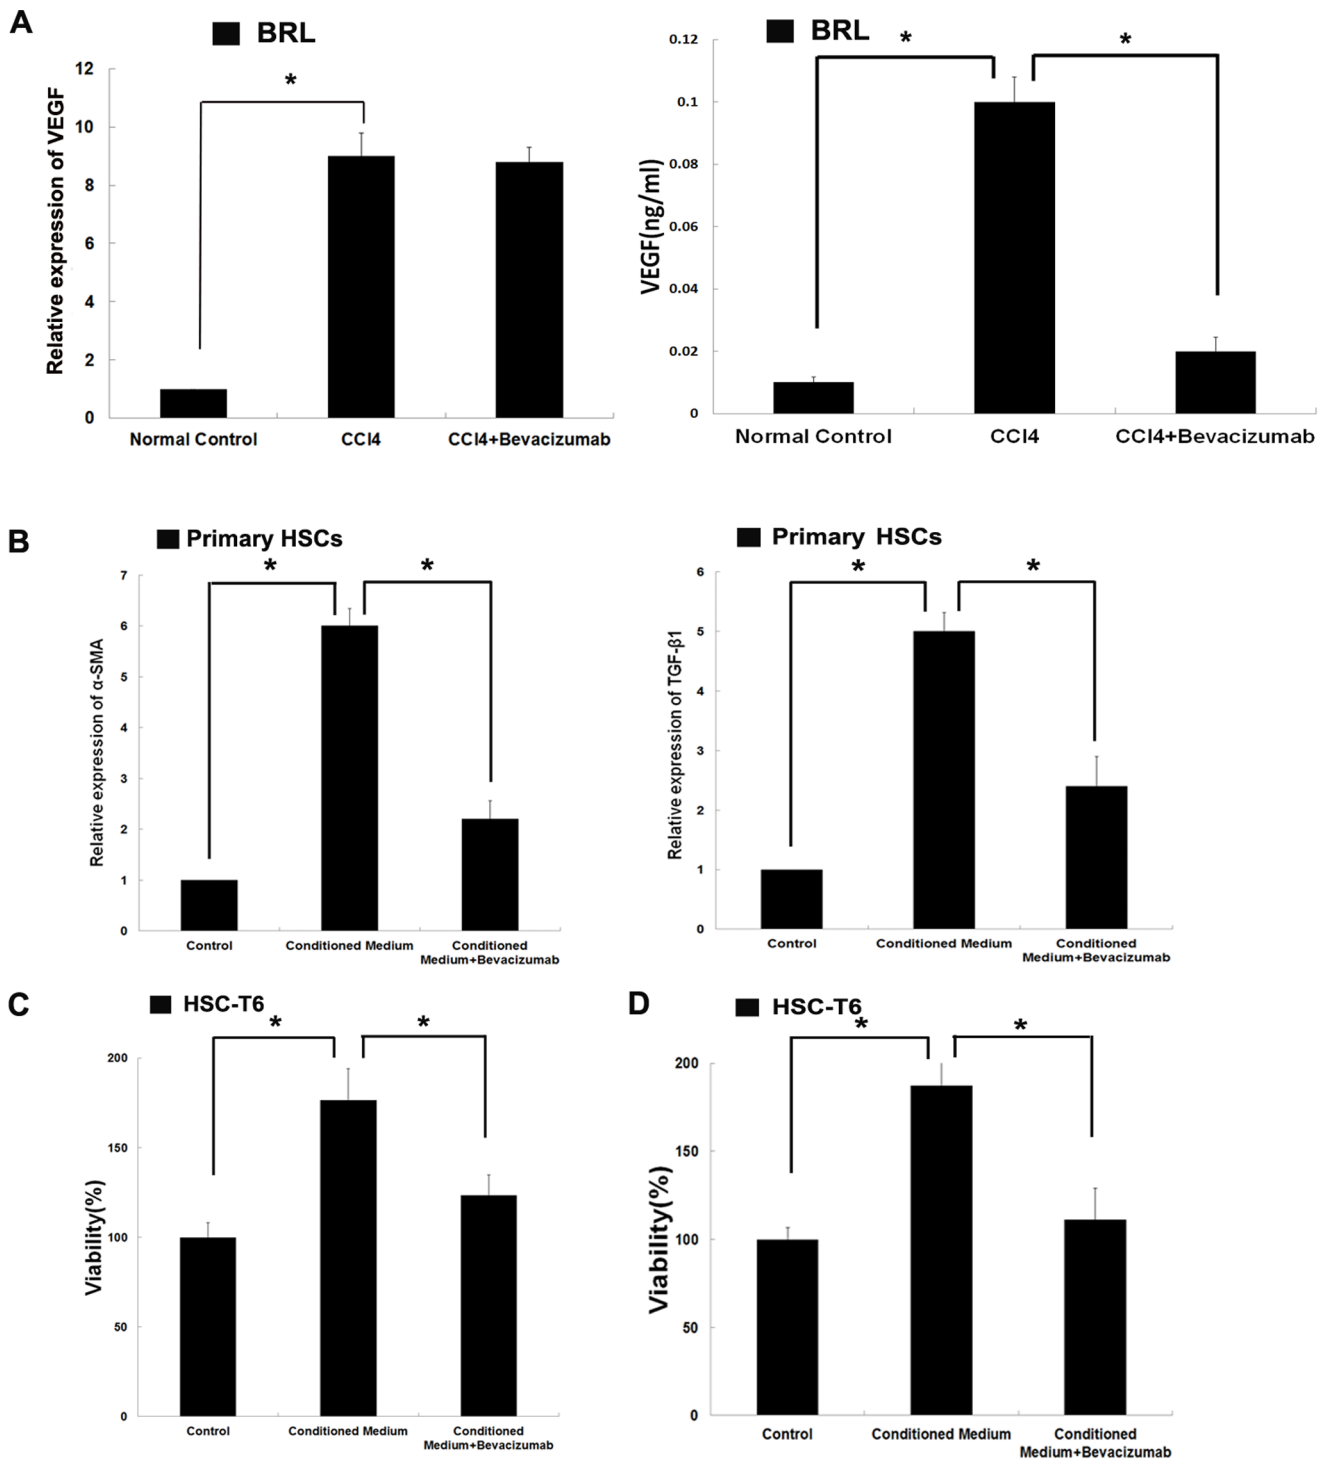 A
BRL
*
Relative expression of VEGF
12
10
8
6
4
2
0
Normal Control
CCI4
CCI4+Bevacizumab
BRL
*
*
VEGF(ng/ml)
0.12
0.1
0.08
0.06
0.04
0.02
0
Normal Control
CCI4
CCI4+Bevacizumab
B
Primary HSCs
*
*
Relative expression of α-SMA
7
6
5
4
3
2
1
0
Control
Conditioned Medium
Conditioned
Medium+Bevacizumab
Primary HSCs
*
*
Relative expression of TGF-β1
6
5
4
3
2
1
0
Control
Conditioned Medium
Conditioned
Medium+Bevacizumab
C
HSC-T6
*
*
Viability(%)
200
150
100
50
0
Control
Conditioned Medium
Conditioned
Medium+Bevacizumab
D
HSC-T6
*
*
Viability(%)
200
150
100
50
0
Control
Conditioned Medium
Conditioned
Medium+Bevacizumab